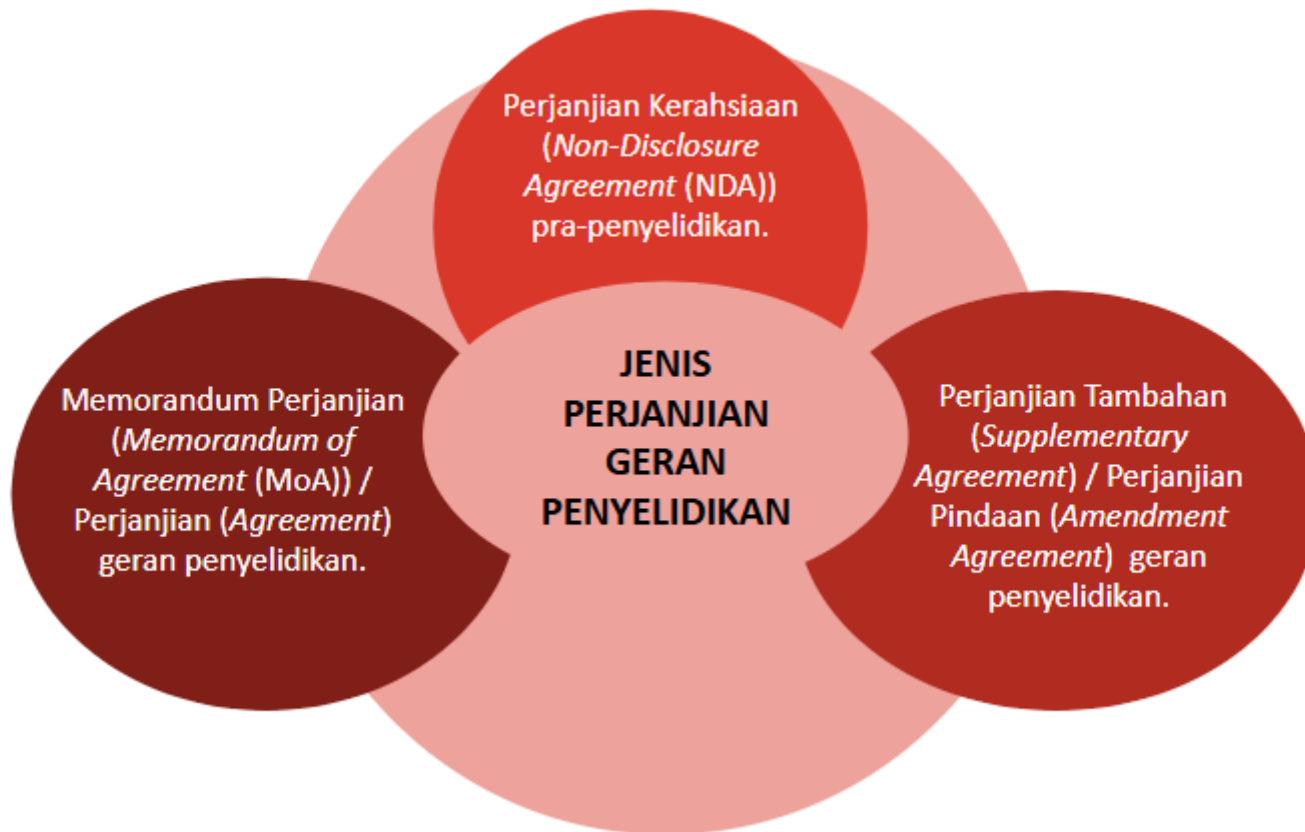 Perjanjian Kerahsiaan
(Non-Disclosure
Agreement (NDA))
pra-penyelidikan.
JENIS
PERJANJIAN
GERAN
PENYELIDIKAN
Memorandum Perjanjian
(Memorandum of
Agreement (MoA)) /
Perjanjian (Agreement)
geran penyelidikan.
Perjanjian Tambahan
(Supplementary
Agreement) / Perjanjian
Pindaan (Amendment
Agreement) geran
penyelidikan.